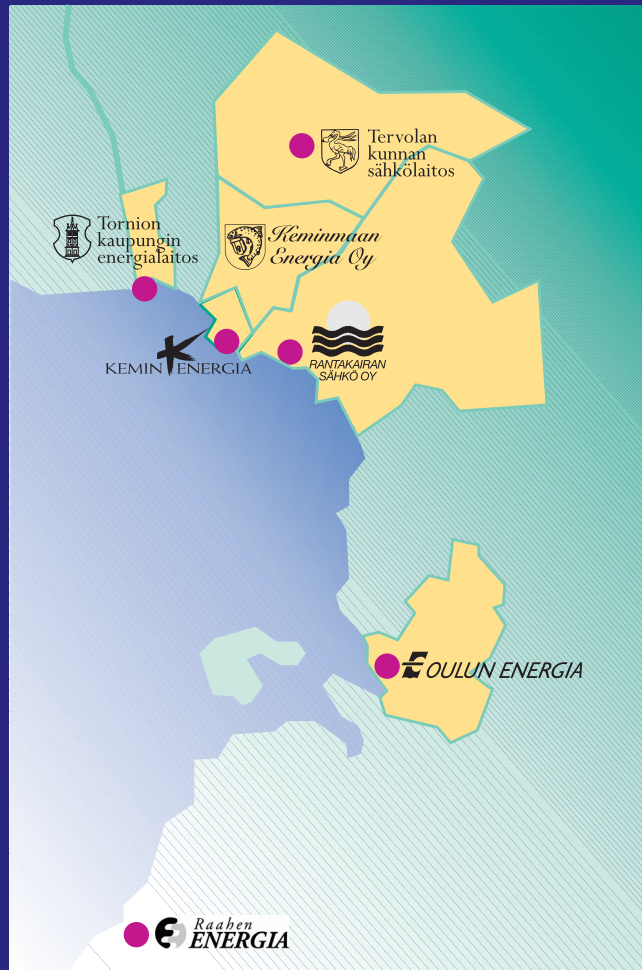 Tervolan
kunnan
sähkölaitos
Tornion
kaupungin
energialaitos
Keminmaan
Energia Oy
KEMIN ENERGIA
RANTAKAIRAN
SÄHKÖ OY
OULUN ENERGIA
Raahen
ENERGIA